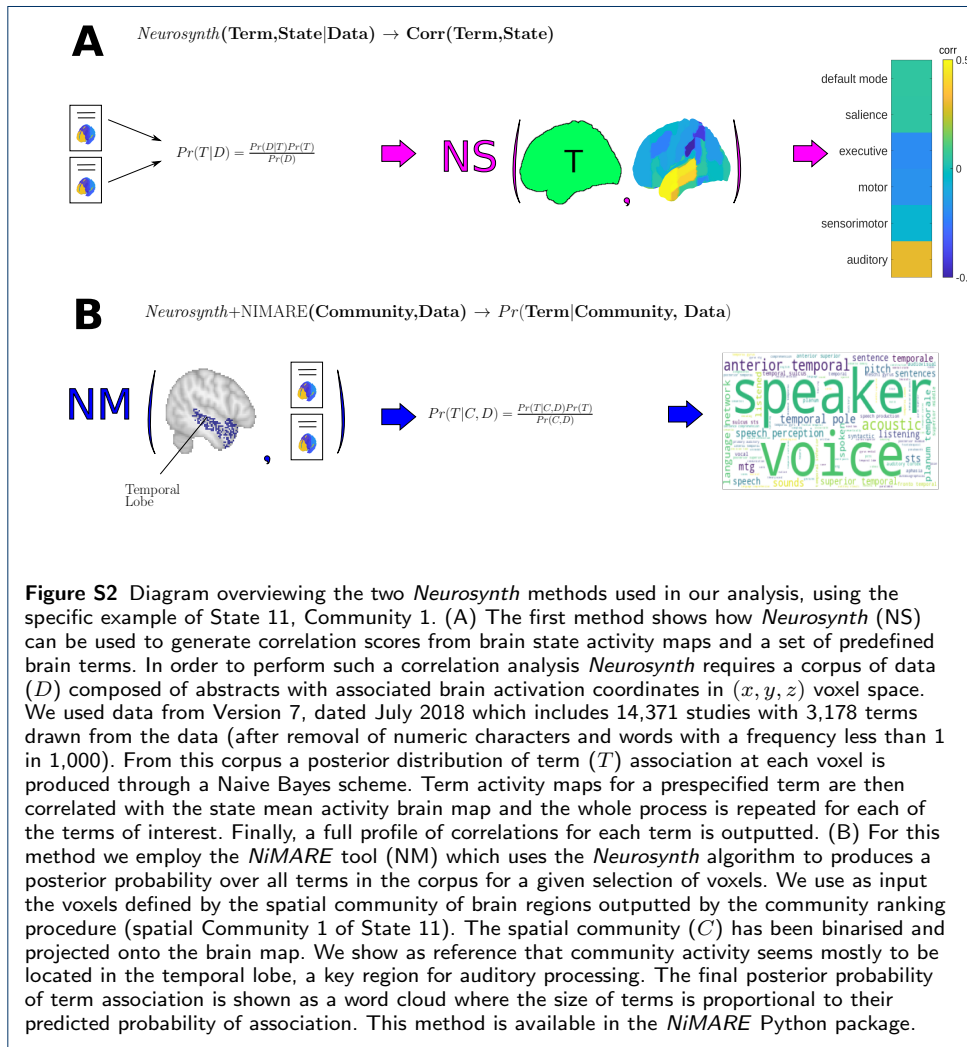 A
Neurosynth(Term,State|Data) → Corr(Term,State)
Pr(T|D) = Pr(D|T)Pr(T) / Pr(D)
NS ( T , )
corr
0.5
0
-0.
default mode
salience
executive
motor
sensorimotor
auditory
B
Neurosynth+NIMARE(Community,Data) → Pr(Term|Community, Data)
NM ( , )
Temporal
Lobe
Pr(T|C, D) = Pr(T|C,D)Pr(T) / Pr(C,D)
anterior temporal
sentence
temporale
pitch
sentences
speaker
language network
listened
temporal pole
acoustic
speech perception
listening
voice
planum temporale
mtg
sts
speech
sounds
superior temporal
Figure S2 Diagram overviewing the two Neurosynth methods used in our analysis, using the
specific example of State 11, Community 1. (A) The first method shows how Neurosynth (NS)
can be used to generate correlation scores from brain state activity maps and a set of predefined
brain terms. In order to perform such a correlation analysis Neurosynth requires a corpus of data
(D) composed of abstracts with associated brain activation coordinates in (x, y, z) voxel space.
We used data from Version 7, dated July 2018 which includes 14,371 studies with 3,178 terms
drawn from the data (after removal of numeric characters and words with a frequency less than 1
in 1,000). From this corpus a posterior distribution of term (T) association at each voxel is
produced through a Naive Bayes scheme. Term activity maps for a prespecified term are then
correlated with the state mean activity brain map and the whole process is repeated for each of
the terms of interest. Finally, a full profile of correlations for each term is outputted. (B) For this
method we employ the NiMARE tool (NM) which uses the Neurosynth algorithm to produces a
posterior probability over all terms in the corpus for a given selection of voxels. We use as input
the voxels defined by the spatial community of brain regions outputted by the community ranking
procedure (spatial Community 1 of State 11). The spatial community (C) has been binarised and
projected onto the brain map. We show as reference that community activity seems mostly to be
located in the temporal lobe, a key region for auditory processing. The final posterior probability
of term association is shown as a word cloud where the size of terms is proportional to their
predicted probability of association. This method is available in the NiMARE Python package.